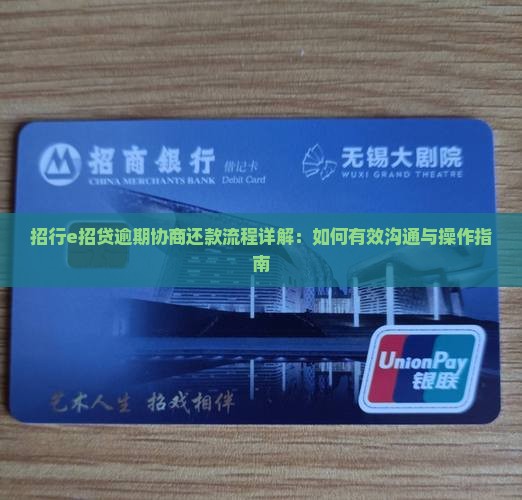 招商银行 借记卡
CHINA MERCHANTS BANK Debit Card
无锡大剧院
WUXI GRAND THEATRE
招行e招贷逾期协商还款流程详解：如何有效沟通与操作指
南
UnionPay
银联
艺术人生 招戏相伴